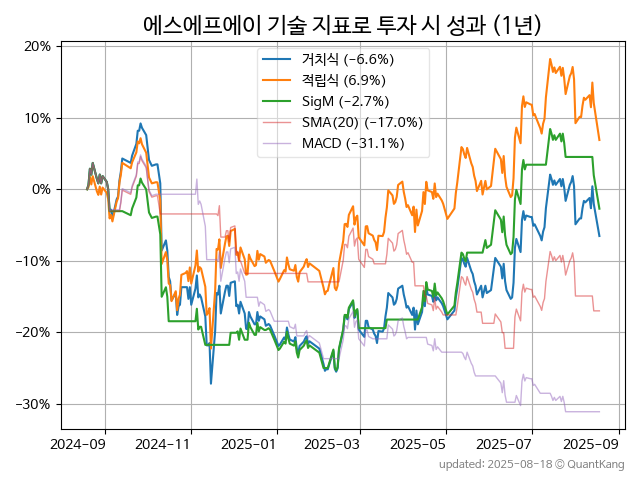 에스에프에이 기술 지표로 투자 시 성과 (1년)
20%
10%
0%
−10%
−20%
−30%
거치식 (−6.6%)
적립식 (6.9%)
SigM (−2.7%)
SMA(20) (−17.0%)
MACD (−31.1%)
2024-09
2024-11
2025-01
2025-03
2025-05
2025-07
2025-09
updated: 2025-08-18 © QuantKang